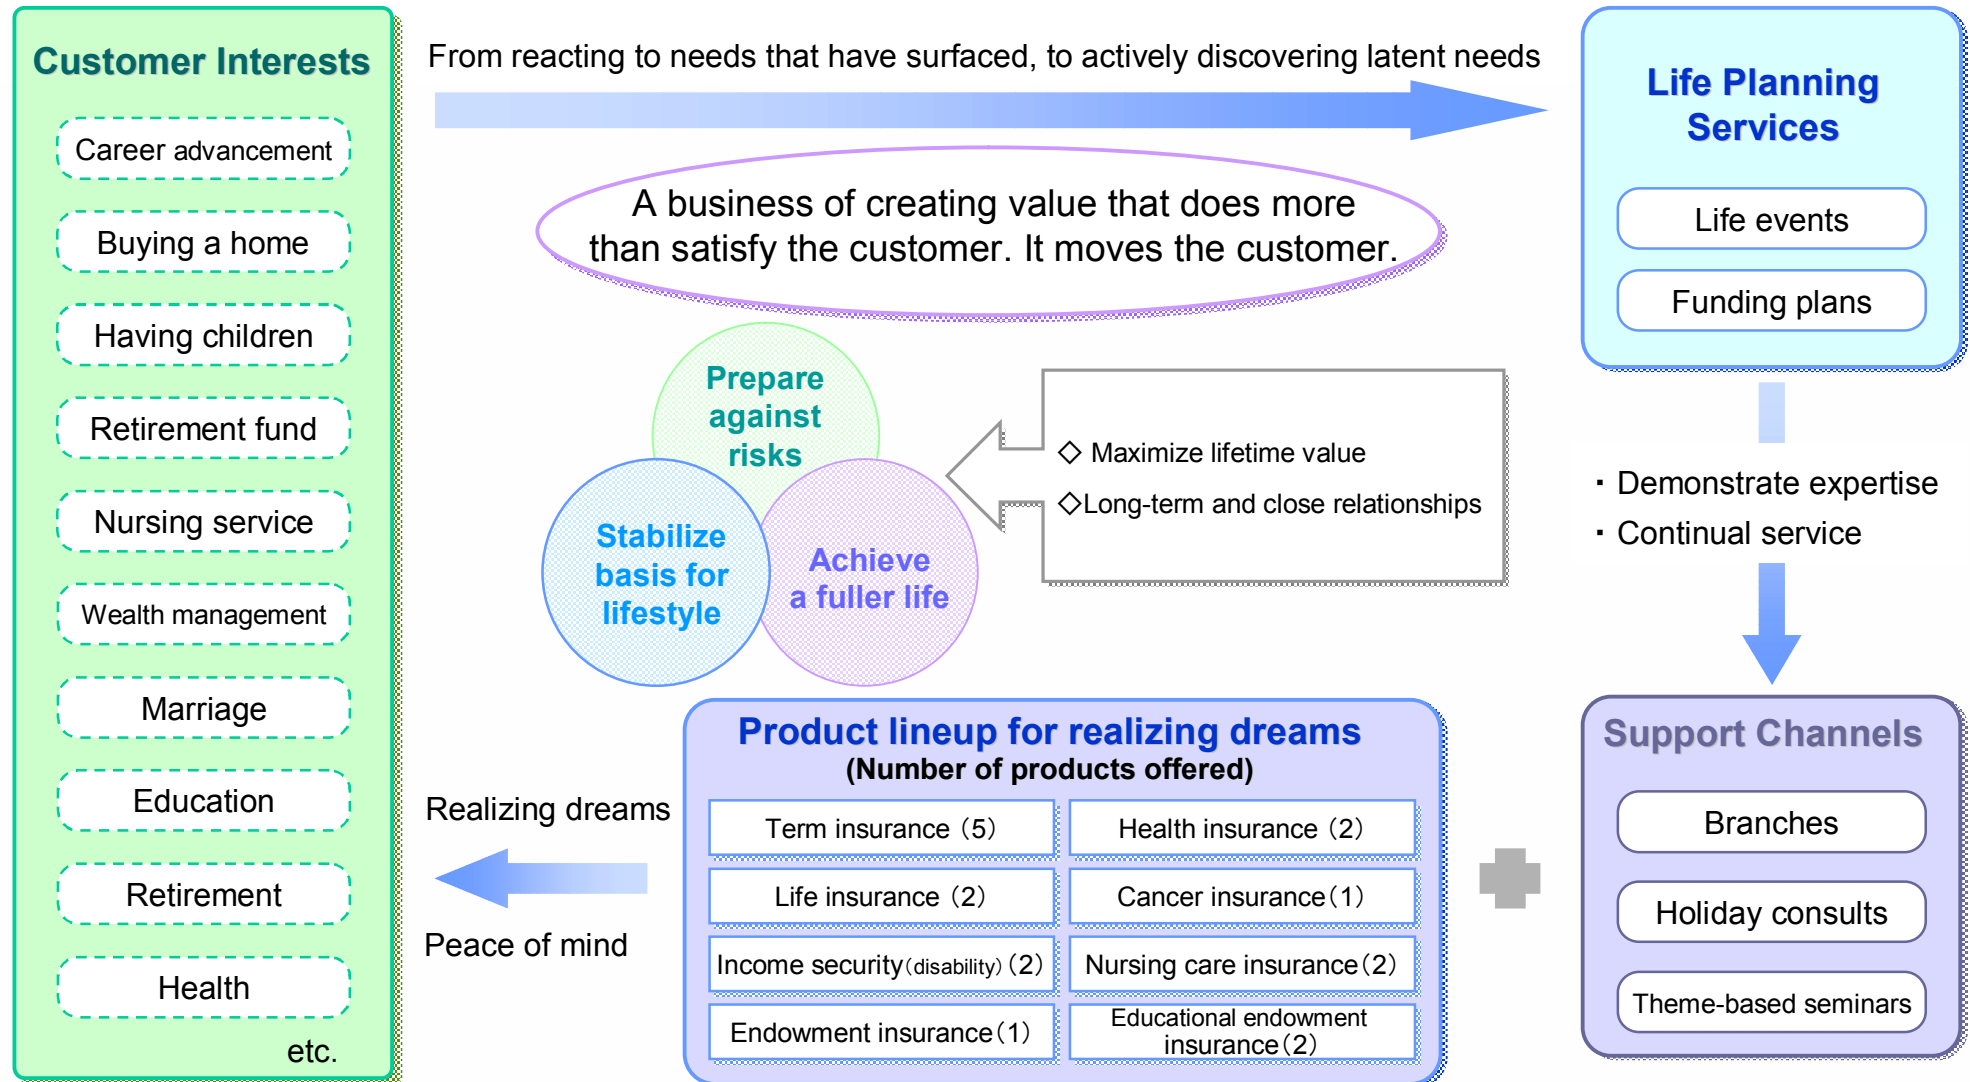 Customer Interests
Career advancement
Buying a home
Having children
Retirement fund
Nursing service
Wealth management
Marriage
Education
Retirement
Health
etc.
From reacting to needs that have surfaced, to actively discovering latent needs
A business of creating value that does more
than satisfy the customer. It moves the customer.
Prepare
against
risks
Stabilize
basis for
lifestyle
Achieve
a fuller life
◇ Maximize lifetime value
◇Long-term and close relationships
Life Planning
Services
Life events
Funding plans
・Demonstrate expertise
・Continual service
Support Channels
Branches
Holiday consults
Theme-based seminars
Product lineup for realizing dreams
(Number of products offered)
Term insurance（5）
Health insurance（2）
Life insurance（2）
Cancer insurance（1）
Income security（disability）（2）
Nursing care insurance（2）
Endowment insurance（1）
Educational endowment
insurance（2）
Realizing dreams
Peace of mind